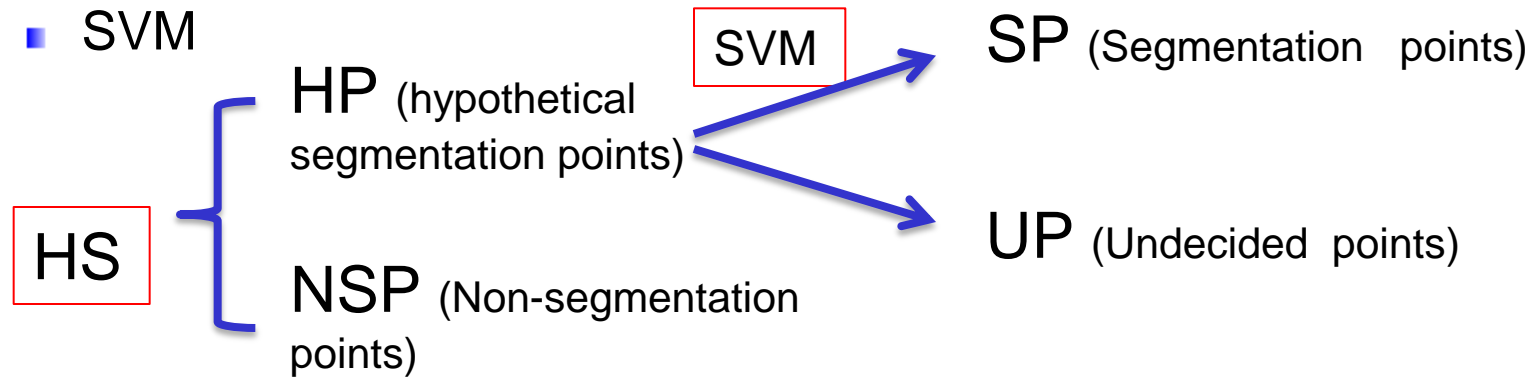 SVM
HS
HP (hypothetical
segmentation points)
NSP (Non-segmentation
points)
SVM
SP (Segmentation points)
UP (Undecided points)